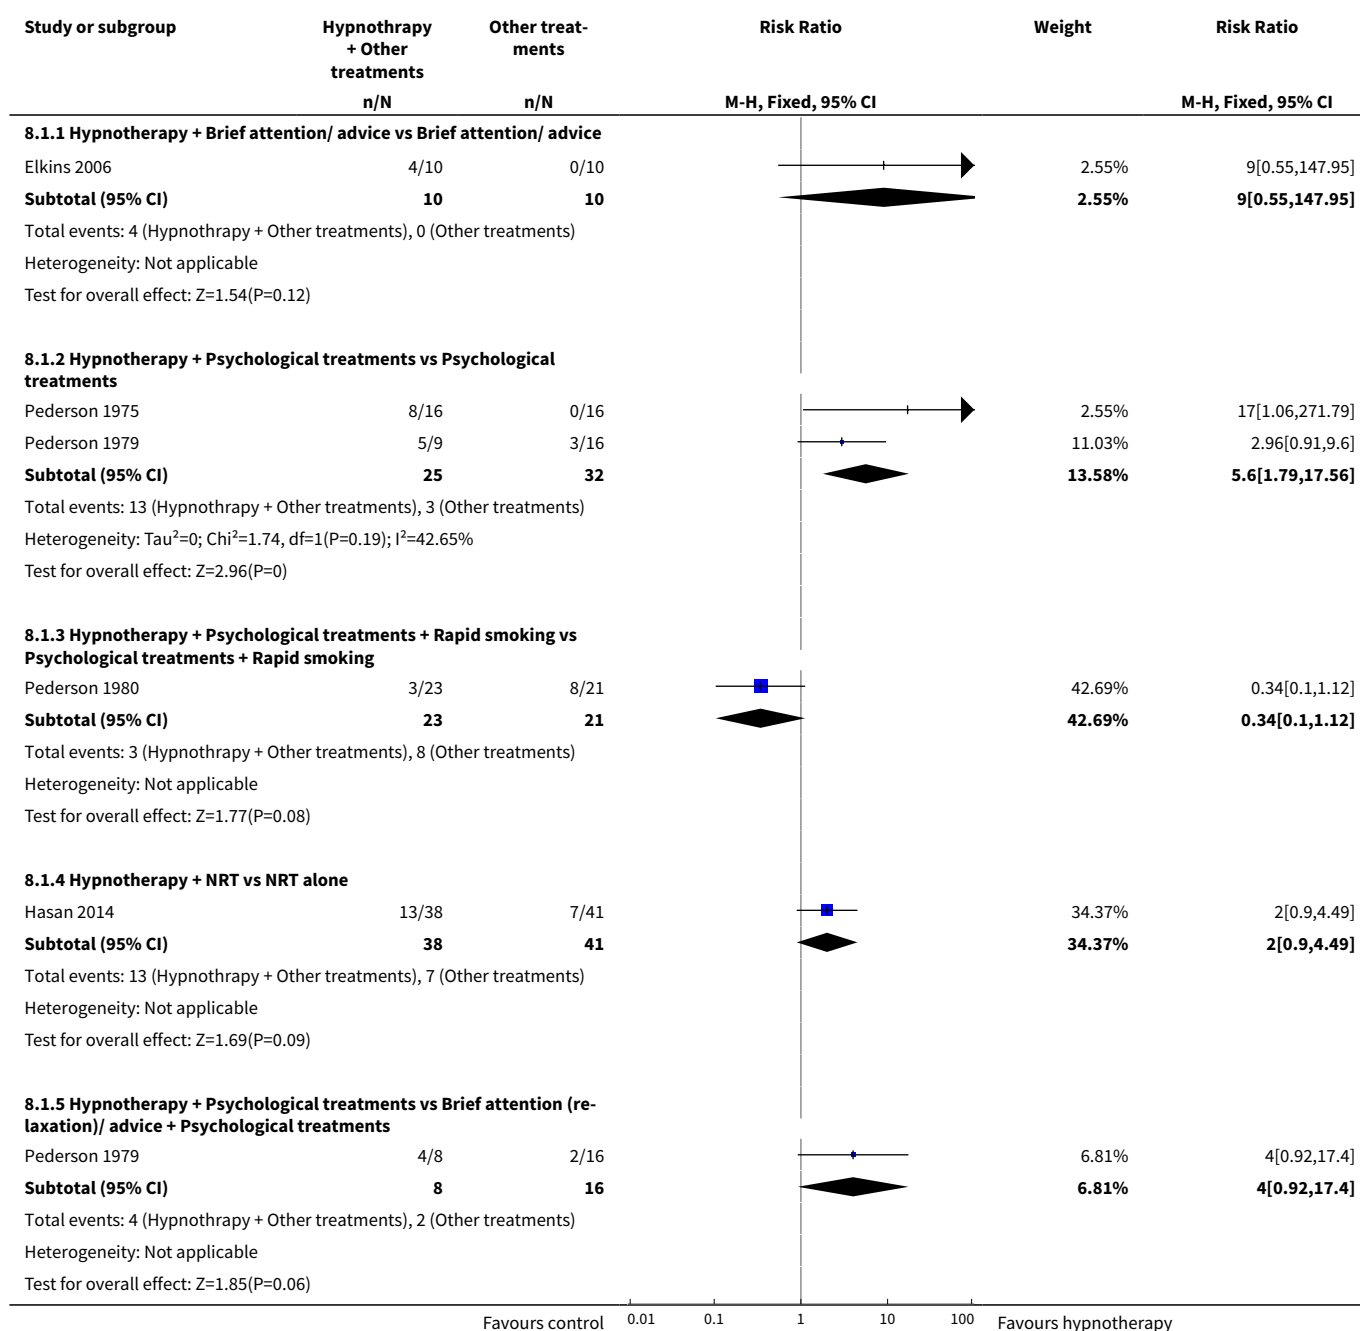 Study or subgroup Hypnothrapy Other treat- Risk Ratio Weight Risk Ratio
+ Other ments
treatments
n/N n/N M-H, Fixed, 95% CI M-H, Fixed, 95% CI
8.1.1 Hypnotherapy + Brief attention/ advice vs Brief attention/ advice
Elkins 2006 4/10 0/10 2.55% 9[0.55,147.95]
Subtotal (95% CI) 10 10 2.55% 9[0.55,147.95]
Total events: 4 (Hypnothrapy + Other treatments), 0 (Other treatments)
Heterogeneity: Not applicable
Test for overall effect: Z=1.54(P=0.12)
8.1.2 Hypnotherapy + Psychological treatments vs Psychological
treatments
Pederson 1975 8/16 0/16 2.55% 17[1.06,271.79]
Pederson 1979 5/9 3/16 11.03% 2.96[0.91,9.6]
Subtotal (95% CI) 25 32 13.58% 5.6[1.79,17.56]
Total events: 13 (Hypnothrapy + Other treatments), 3 (Other treatments)
Heterogeneity: Tau²=0; Chi²=1.74, df=1(P=0.19); I²=42.65%
Test for overall effect: Z=2.96(P=0)
8.1.3 Hypnotherapy + Psychological treatments + Rapid smoking vs
Psychological treatments + Rapid smoking
Pederson 1980 3/23 8/21 42.69% 0.34[0.1,1.12]
Subtotal (95% CI) 23 21 42.69% 0.34[0.1,1.12]
Total events: 3 (Hypnothrapy + Other treatments), 8 (Other treatments)
Heterogeneity: Not applicable
Test for overall effect: Z=1.77(P=0.08)
8.1.4 Hypnotherapy + NRT vs NRT alone
Hasan 2014 13/38 7/41 34.37% 2[0.9,4.49]
Subtotal (95% CI) 38 41 34.37% 2[0.9,4.49]
Total events: 13 (Hypnothrapy + Other treatments), 7 (Other treatments)
Heterogeneity: Not applicable
Test for overall effect: Z=1.69(P=0.09)
8.1.5 Hypnotherapy + Psychological treatments vs Brief attention (re-
laxation)/ advice + Psychological treatments
Pederson 1979 4/8 2/16 6.81% 4[0.92,17.4]
Subtotal (95% CI) 8 16 6.81% 4[0.92,17.4]
Total events: 4 (Hypnothrapy + Other treatments), 2 (Other treatments)
Heterogeneity: Not applicable
Test for overall effect: Z=1.85(P=0.06)
Favours control 0.01 0.1 1 10 100 Favours hypnotherapy